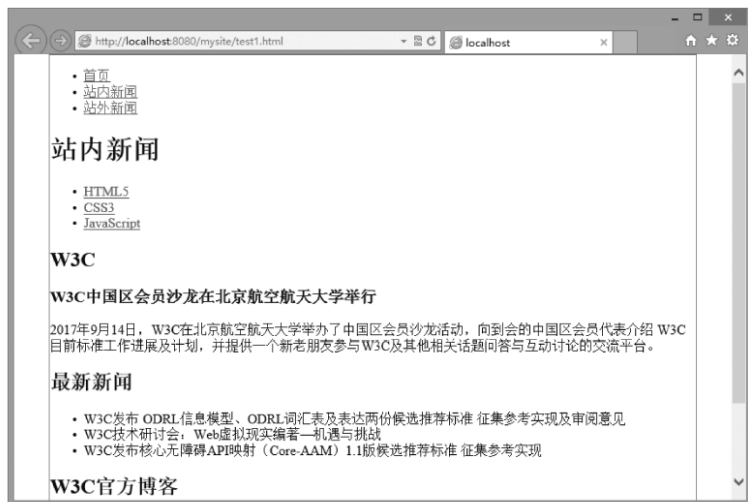 http://localhost:8080/mysite/test1.html
localhost
首页
站内新闻
站外新闻
站内新闻
HTML5
CSS3
JavaScript
W3C
W3C中国区会员沙龙在北京航空航天大学举行
2017年9月14日，W3C在北京航空航天大学举办了中国区会员沙龙活动，向到会的中国区会员代表介绍 W3C
目前标准工作进展及计划，并提供一个新老朋友参与W3C及其他相关话题问答与互动讨论的交流平台。
最新新闻
W3C发布 ODRL信息模型、ODRL词汇表及表达两份候选推荐标准 征集参考实现及审阅意见
W3C技术研讨会：Web虚拟现实编著—机遇与挑战
W3C发布核心无障碍API映射（Core-AAM）1.1版候选推荐标准 征集参考实现
W3C官方博客